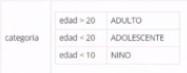 edad > 20 ADULTO
categoria edad < 20 ADOLESCENTE
edad < 10 NINO